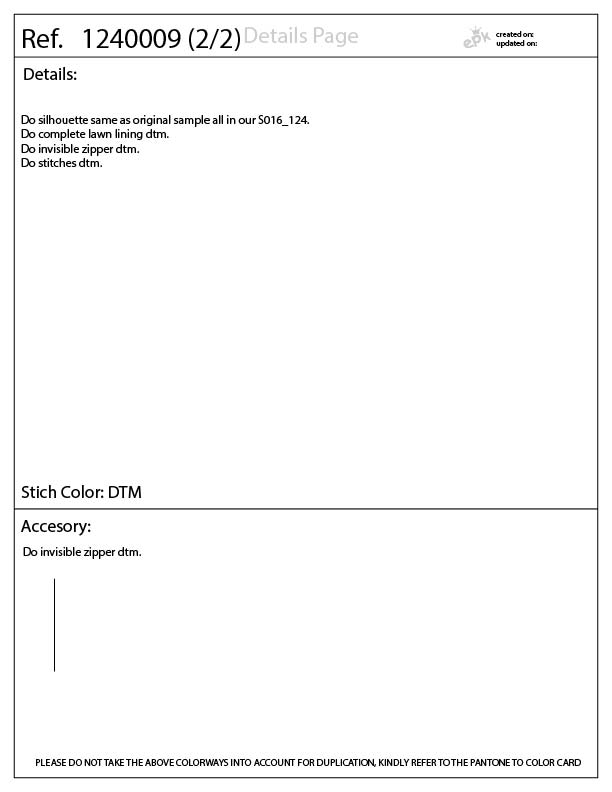 Ref. 1240009 (2/2) Details Page
epk
created on:
updated on:
Details:
Do silhouette same as original sample all in our S016_124.
Do complete lawn lining dtm.
Do invisible zipper dtm.
Do stitches dtm.
Stich Color: DTM
Accesory:
Do invisible zipper dtm.
PLEASE DO NOT TAKE THE ABOVE COLORWAYS INTO ACCOUNT FOR DUPLICATION, KINDLY REFER TO THE PANTONE TO COLOR CARD